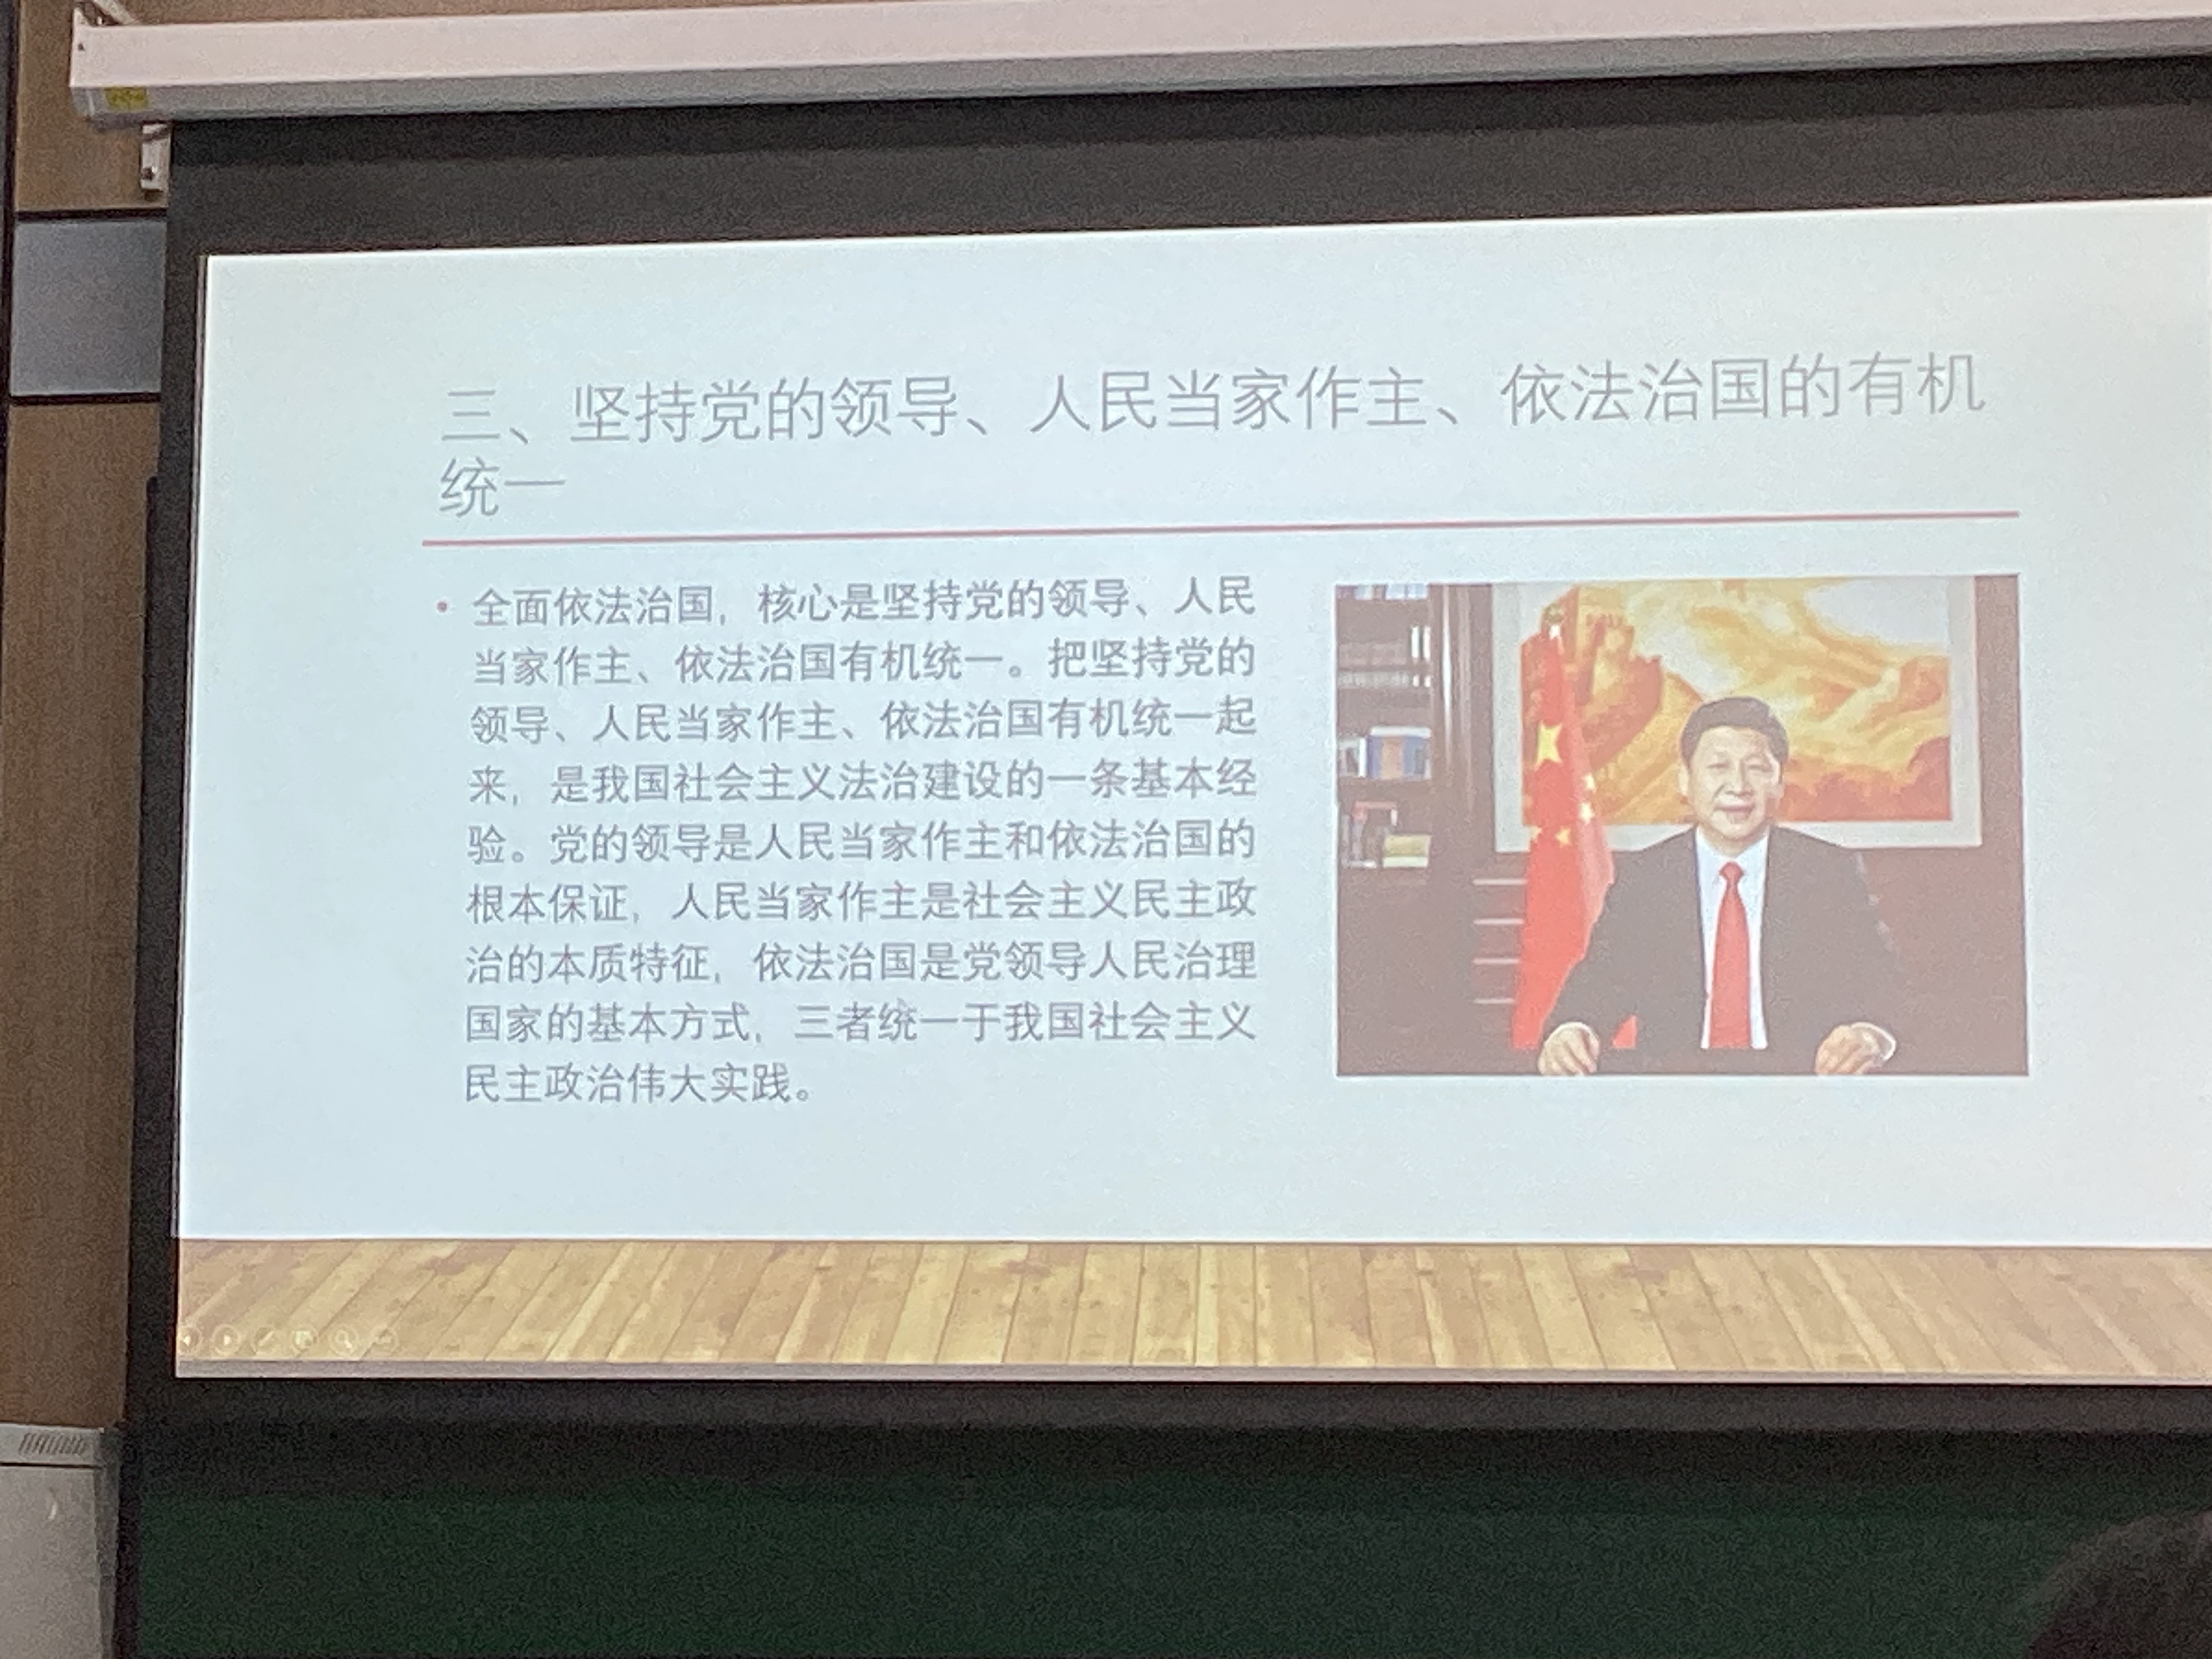 三、坚持党的领导、人民当家作主、依法治国的有机
统一
• 全面依法治国，核心是坚持党的领导、人民
当家作主、依法治国有机统一。把坚持党的
领导、人民当家作主、依法治国有机统一起
来，是我国社会主义法治建设的一条基本经
验。党的领导是人民当家作主和依法治国的
根本保证，人民当家作主是社会主义民主政
治的本质特征，依法治国是党领导人民治理
国家的基本方式，三者统一于我国社会主义
民主政治伟大实践。